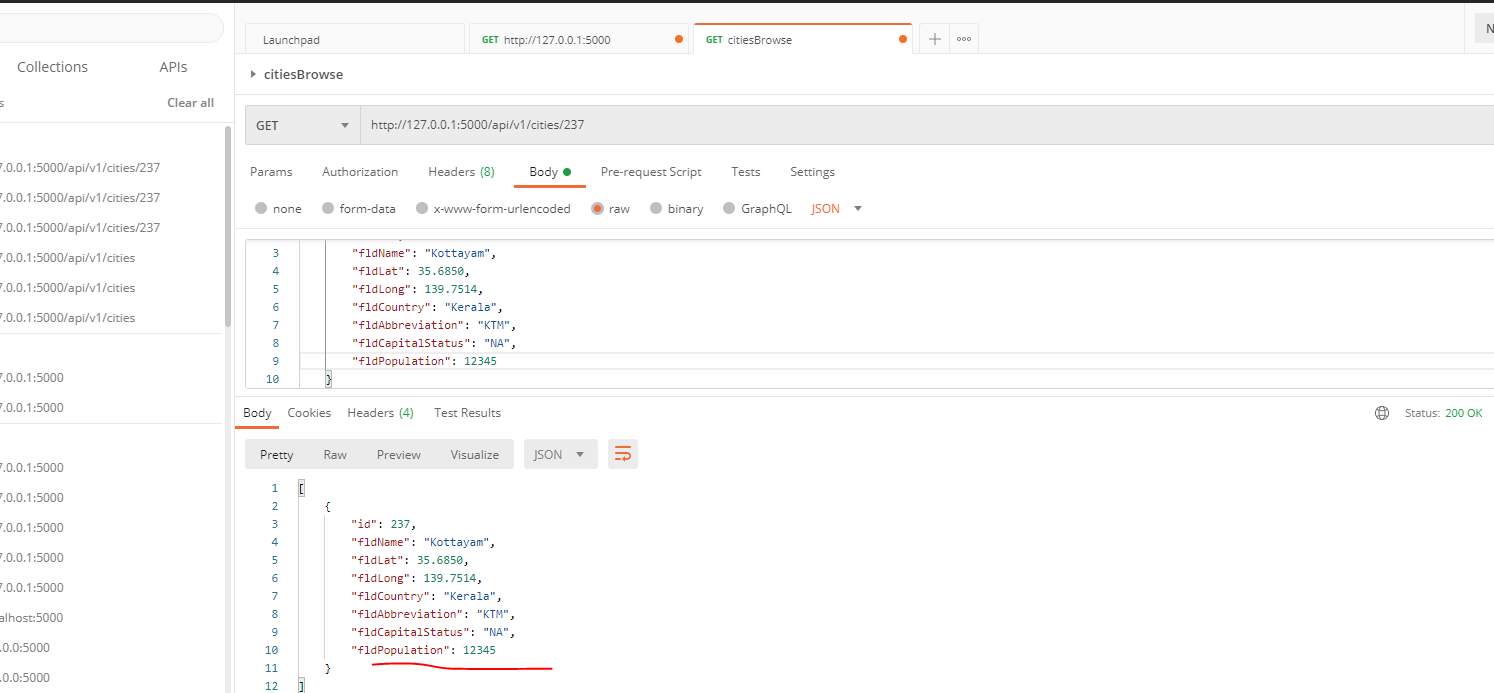 Launchpad
GET http://127.0.0.1:5000
GET citiesBrowse
N
Collections
APIs
s
Clear all
7.0.0.1:5000/api/v1/cities/237
7.0.0.1:5000/api/v1/cities/237
7.0.0.1:5000/api/v1/cities/237
7.0.0.1:5000/api/v1/cities
7.0.0.1:5000/api/v1/cities
7.0.0.1:5000/api/v1/cities
7.0.0.1:5000
7.0.0.1:5000
7.0.0.1:5000
7.0.0.1:5000
7.0.0.1:5000
7.0.0.1:5000
7.0.0.1:5000
alhost:5000
.0.0:5000
.0.0:5000
citiesBrowse
GET http://127.0.0.1:5000/api/v1/cities/237
Params Authorization Headers (8) Body Pre-request Script Tests Settings
none form-data x-www-form-urlencoded raw binary GraphQL JSON
3 "fldName": "Kottayam",
4 "fldLat": 35.6850,
5 "fldLong": 139.7514,
6 "fldCountry": "Kerala",
7 "fldAbbreviation": "KTM",
8 "fldCapitalStatus": "NA",
9 "fldPopulation": 12345
10 }
Body Cookies Headers (4) Test Results Status: 200 OK
Pretty Raw Preview Visualize JSON
1 [
2 {
3 "id": 237,
4 "fldName": "Kottayam",
5 "fldLat": 35.6850,
6 "fldLong": 139.7514,
7 "fldCountry": "Kerala",
8 "fldAbbreviation": "KTM",
9 "fldCapitalStatus": "NA",
10 "fldPopulation": 12345
11 }
12 ]